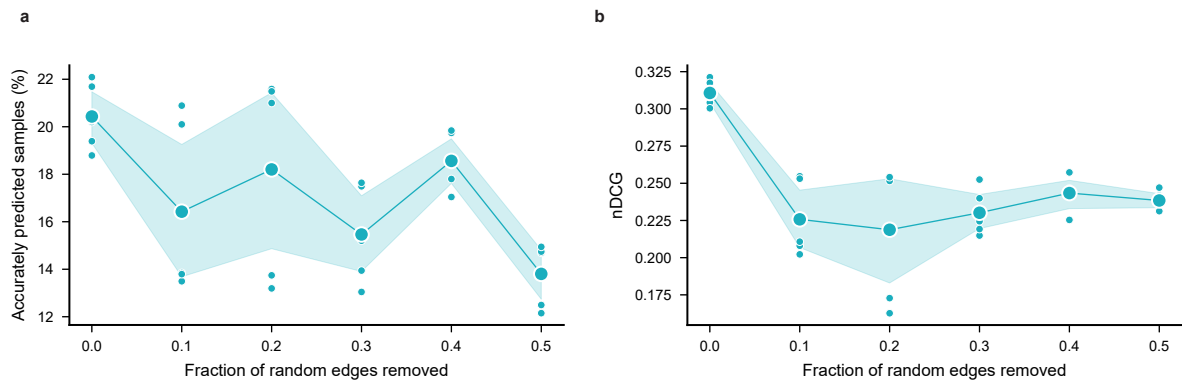 a
Accurately predicted samples (%)
22
20
18
16
14
12
0.0 0.1 0.2 0.3 0.4 0.5
Fraction of random edges removed
b
nDCG
0.325
0.300
0.275
0.250
0.225
0.200
0.175
0.0 0.1 0.2 0.3 0.4 0.5
Fraction of random edges removed